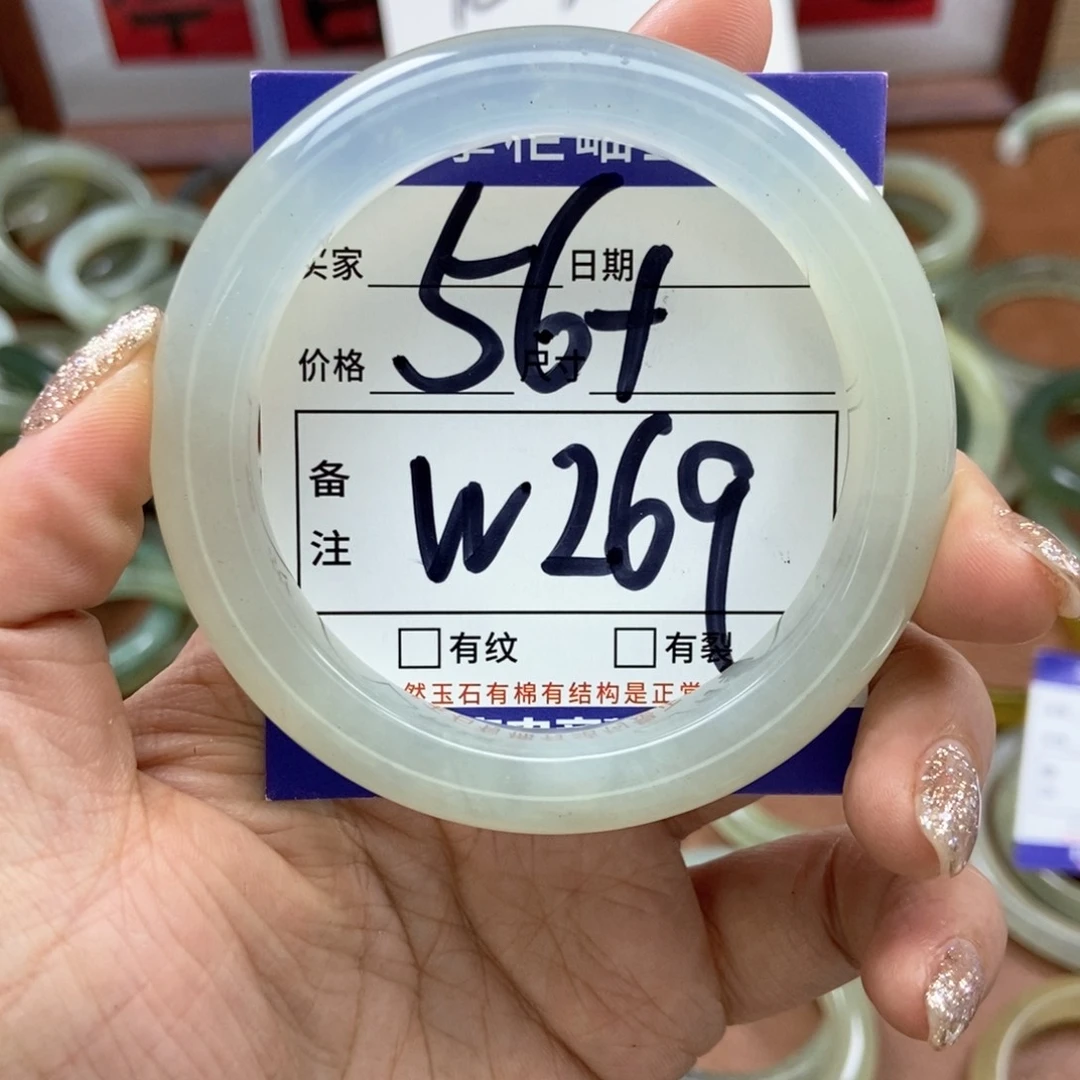 买家 日期
56+
价格 尺寸
备注
W269
有纹 有裂
然玉石有棉有结构是正常